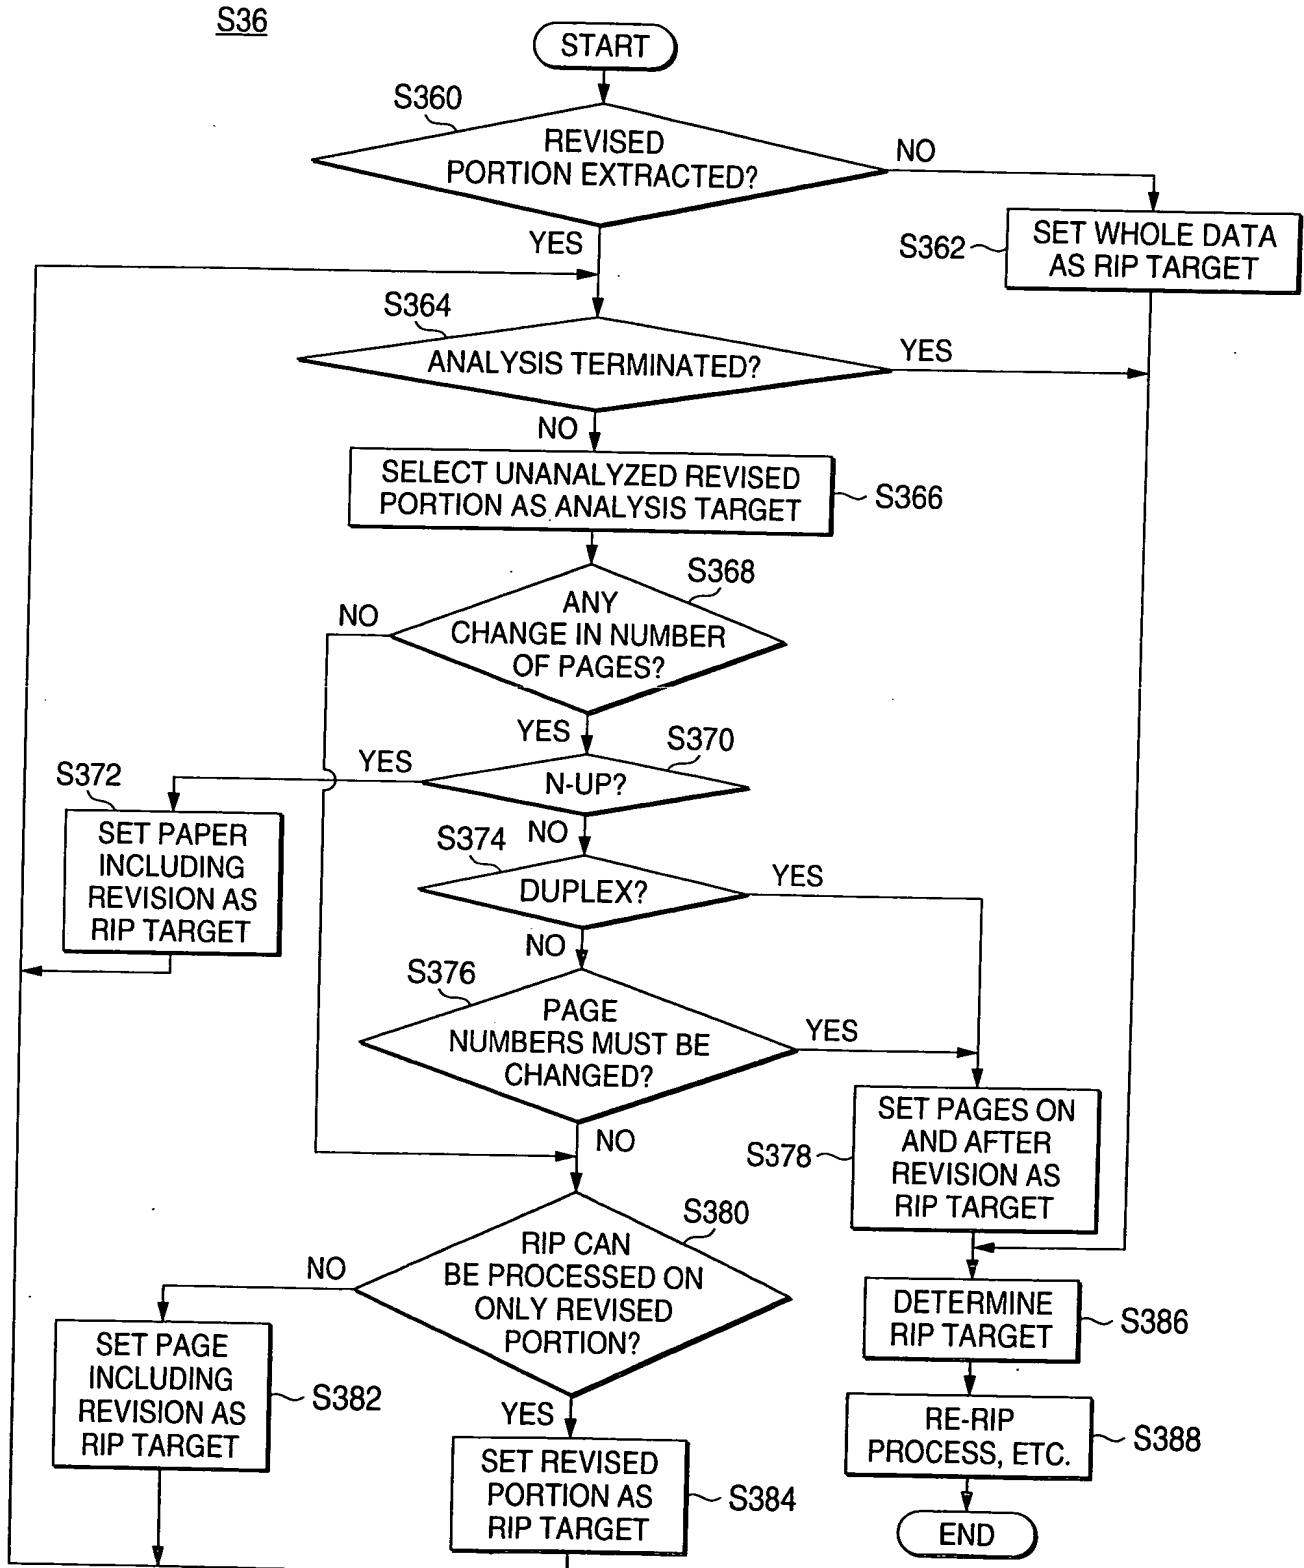 S36
START
S360
REVISED
PORTION EXTRACTED?
NO
YES
S362
SET WHOLE DATA
AS RIP TARGET
S364
ANALYSIS TERMINATED?
YES
NO
SELECT UNANALYZED REVISED
PORTION AS ANALYSIS TARGET
S366
S368
ANY
CHANGE IN NUMBER
OF PAGES?
NO
YES
S370
N-UP?
YES
NO
S372
SET PAPER
INCLUDING
REVISION AS
RIP TARGET
S374
DUPLEX?
YES
NO
S376
PAGE
NUMBERS MUST BE
CHANGED?
YES
NO
S378
SET PAGES ON
AND AFTER
REVISION AS
RIP TARGET
S380
RIP CAN
BE PROCESSED ON
ONLY REVISED
PORTION?
NO
YES
SET PAGE
INCLUDING
REVISION AS
RIP TARGET
S382
SET REVISED
PORTION AS
RIP TARGET
S384
DETERMINE
RIP TARGET
S386
RE-RIP
PROCESS, ETC.
S388
END